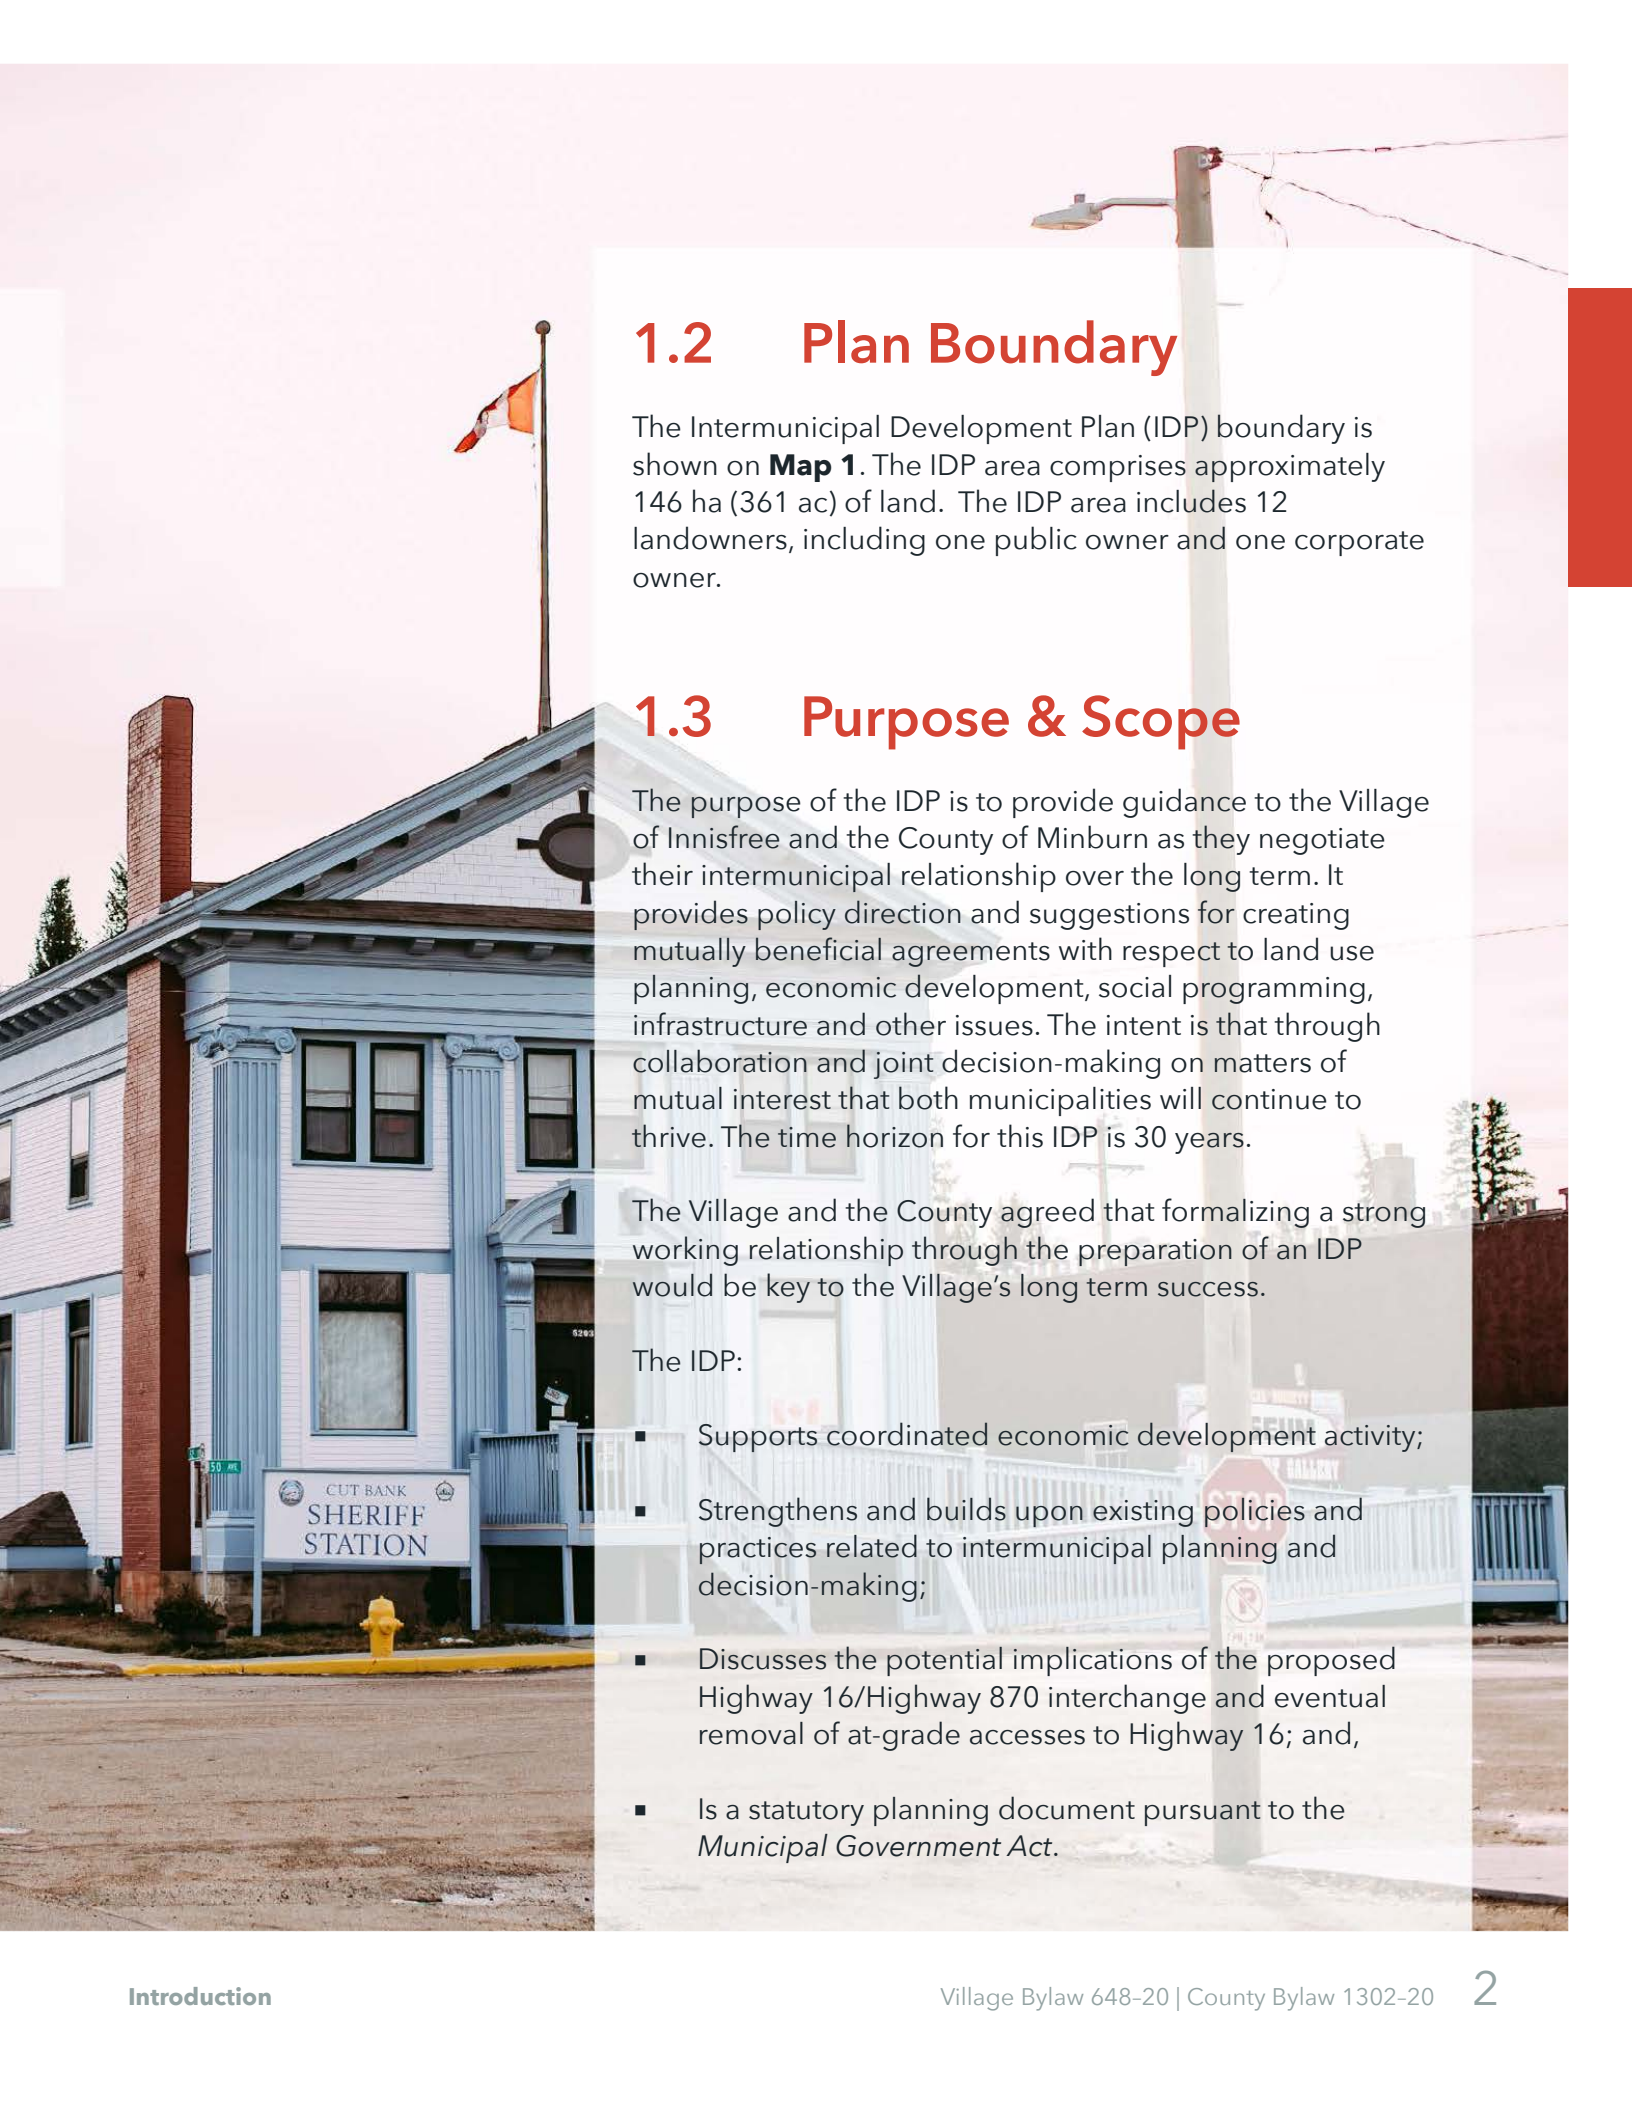 1.2 Plan Boundary
The Intermunicipal Development Plan (IDP) boundary is
shown on Map 1. The IDP area comprises approximately
146 ha (361 ac) of land. The IDP area includes 12
landowners, including one public owner and one corporate
owner.
1.3 Purpose & Scope
The purpose of the IDP is to provide guidance to the Village
of Innisfree and the County of Minburn as they negotiate
their intermunicipal relationship over the long term. It
provides policy direction and suggestions for creating
mutually beneficial agreements with respect to land use
planning, economic development, social programming,
infrastructure and other issues. The intent is that through
collaboration and joint decision-making on matters of
mutual interest that both municipalities will continue to
thrive. The time horizon for this IDP is 30 years.
The Village and the County agreed that formalizing a strong
working relationship through the preparation of an IDP
would be key to the Village’s long term success.
The IDP:
▪ Supports coordinated economic development activity;
▪ Strengthens and builds upon existing policies and
practices related to intermunicipal planning and
decision-making;
▪ Discusses the potential implications of the proposed
Highway 16/Highway 870 interchange and eventual
removal of at-grade accesses to Highway 16; and,
▪ Is a statutory planning document pursuant to the
Municipal Government Act.
5203
50 AVE
CUT BANK
SHERIFF
STATION
GALLERY
STOP
Introduction
Village Bylaw 648–20 | County Bylaw 1302–20 2